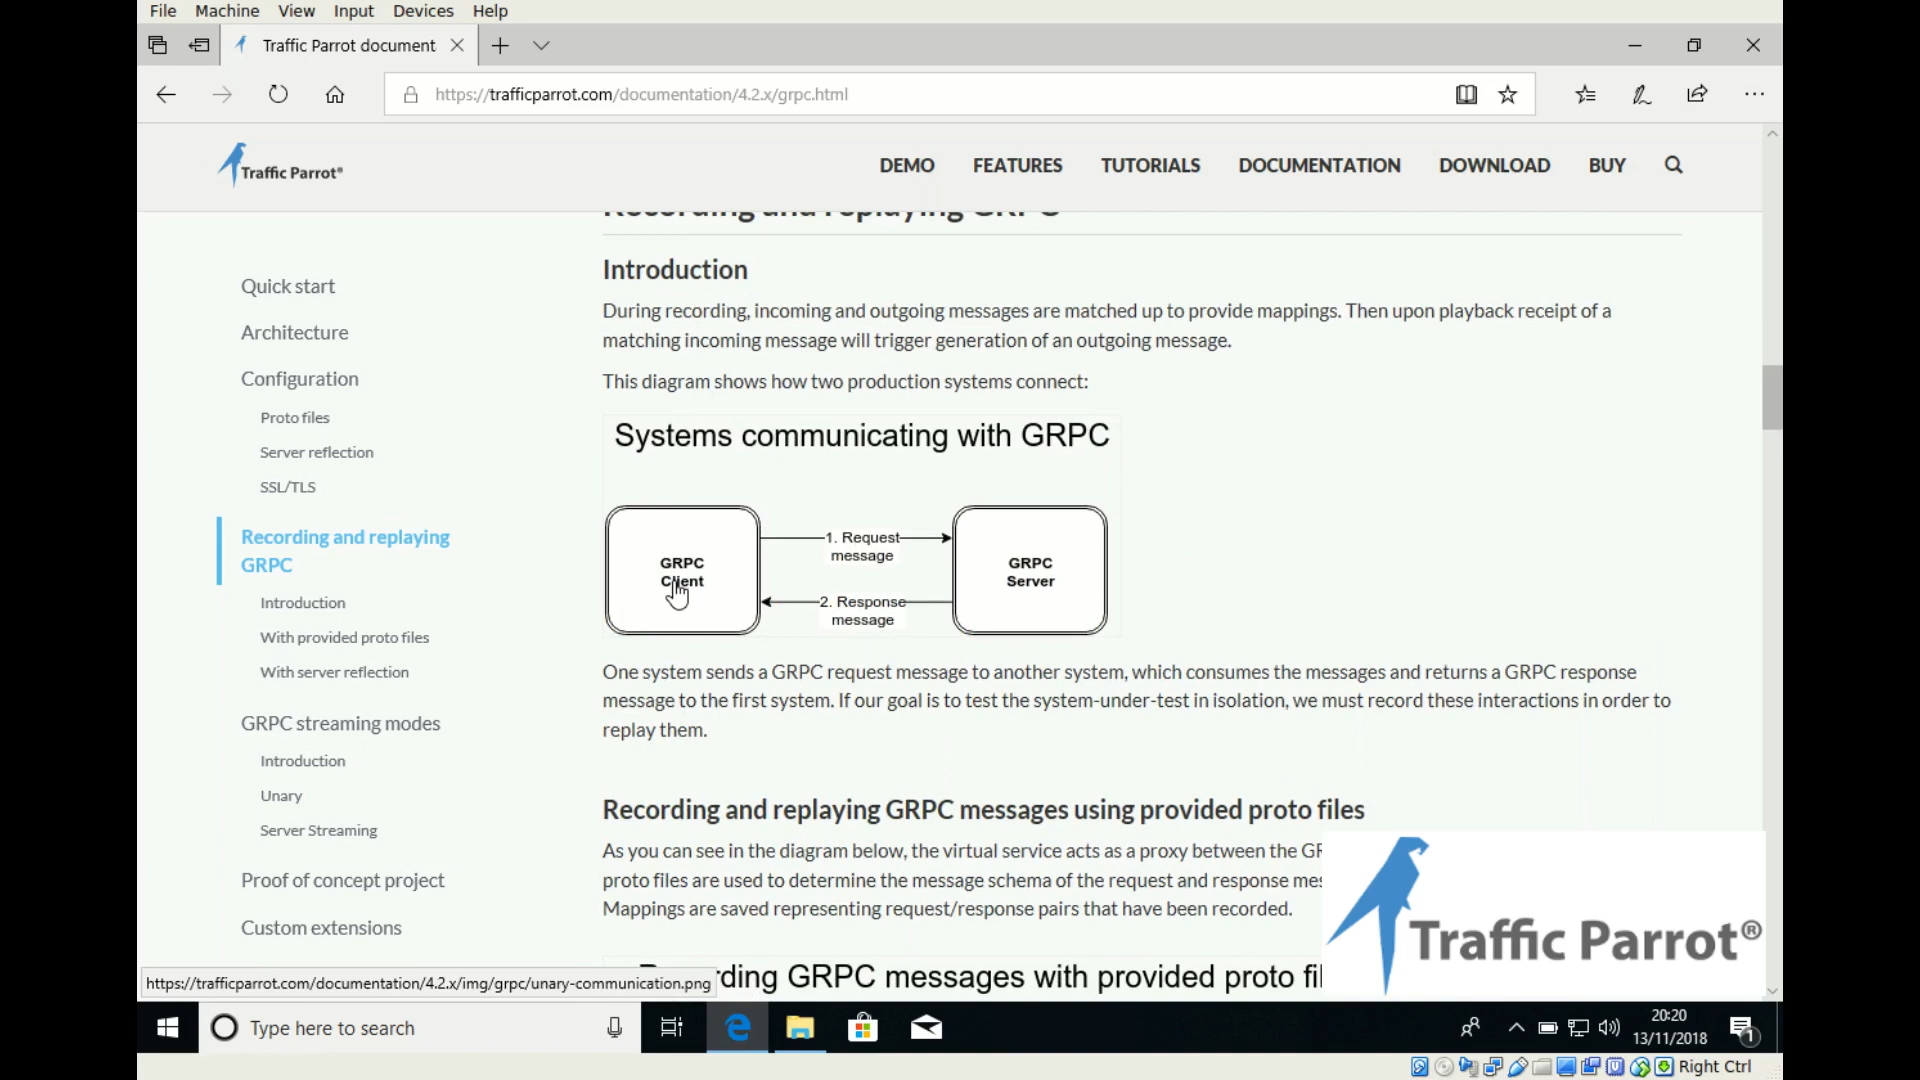 File Machine View Input Devices Help
Traffic Parrot document
https://trafficparrot.com/documentation/4.2.x/grpc.html
Traffic Parrot®
DEMO FEATURES TUTORIALS DOCUMENTATION DOWNLOAD BUY
Recording and replaying GRPC
Quick start
Architecture
Configuration
Proto files
Server reflection
SSL/TLS
Recording and replaying
GRPC
Introduction
With provided proto files
With server reflection
GRPC streaming modes
Introduction
Unary
Server Streaming
Proof of concept project
Custom extensions
Introduction
During recording, incoming and outgoing messages are matched up to provide mappings. Then upon playback receipt of a
matching incoming message will trigger generation of an outgoing message.
This diagram shows how two production systems connect:
Systems communicating with GRPC
GRPC
Client
1. Request
message
2. Response
message
GRPC
Server
One system sends a GRPC request message to another system, which consumes the messages and returns a GRPC response
message to the first system. If our goal is to test the system-under-test in isolation, we must record these interactions in order to
replay them.
Recording and replaying GRPC messages using provided proto files
As you can see in the diagram below, the virtual service acts as a proxy between the
proto files are used to determine the message schema of the request and response
Mappings are saved representing request/response pairs that have been recorded.
GRPC messages with provided proto
Traffic Parrot®
https://trafficparrot.com/documentation/4.2.x/img/grpc/unary-communication.png
Type here to search
20:20
13/11/2018
1
Right Ctrl